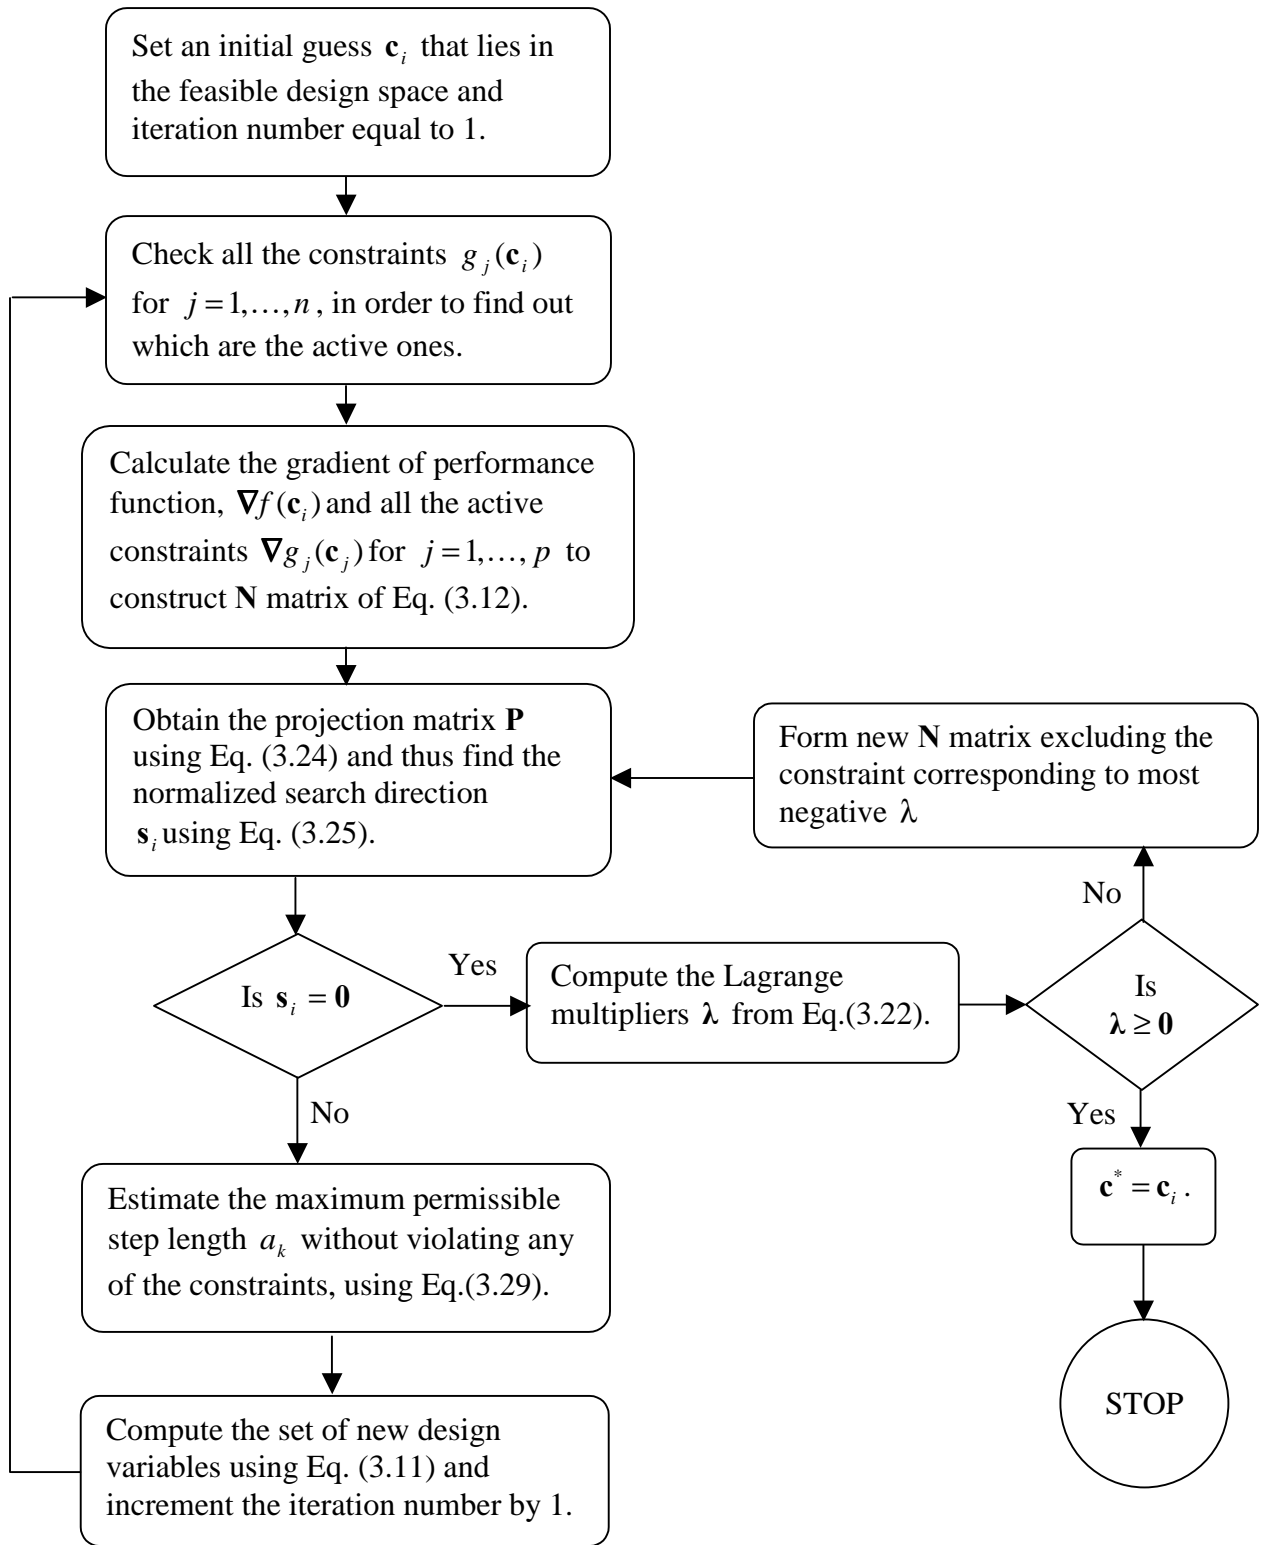 Set an initial guess c_i that lies in
the feasible design space and
iteration number equal to 1.
Check all the constraints g_j(c_i)
for j = 1,…,n, in order to find out
which are the active ones.
Calculate the gradient of performance
function, ∇f(c_i) and all the active
constraints ∇g_j(c_j) for j = 1,…, p to
construct N matrix of Eq. (3.12).
Obtain the projection matrix P
using Eq. (3.24) and thus find the
normalized search direction
s_i using Eq. (3.25).
Form new N matrix excluding the
constraint corresponding to most
negative λ
No
Is s_i = 0
Yes
Compute the Lagrange
multipliers λ from Eq.(3.22).
Is
λ ≥ 0
No
Yes
Estimate the maximum permissible
step length a_k without violating any
of the constraints, using Eq.(3.29).
c* = c_i .
Compute the set of new design
variables using Eq. (3.11) and
increment the iteration number by 1.
STOP